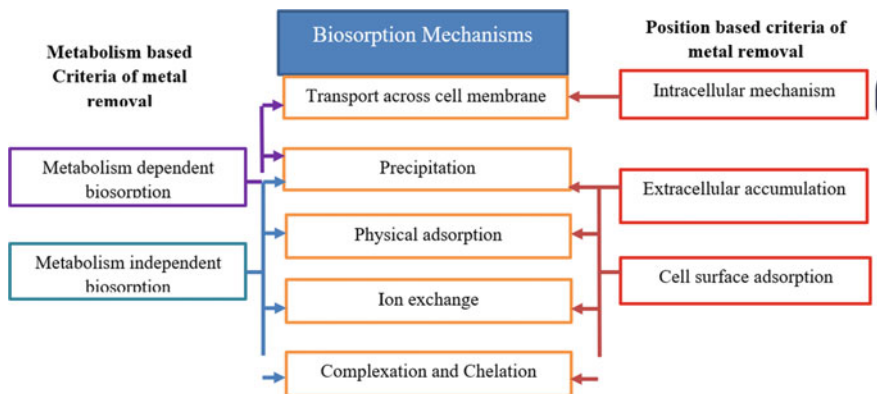 Metabolism based
Criteria of metal
removal
Biosorption Mechanisms
Position based criteria of
metal removal
Transport across cell membrane
Intracellular mechanism
Metabolism dependent
biosorption
Precipitation
Extracellular accumulation
Physical adsorption
Metabolism independent
biosorption
Cell surface adsorption
Ion exchange
Complexation and Chelation